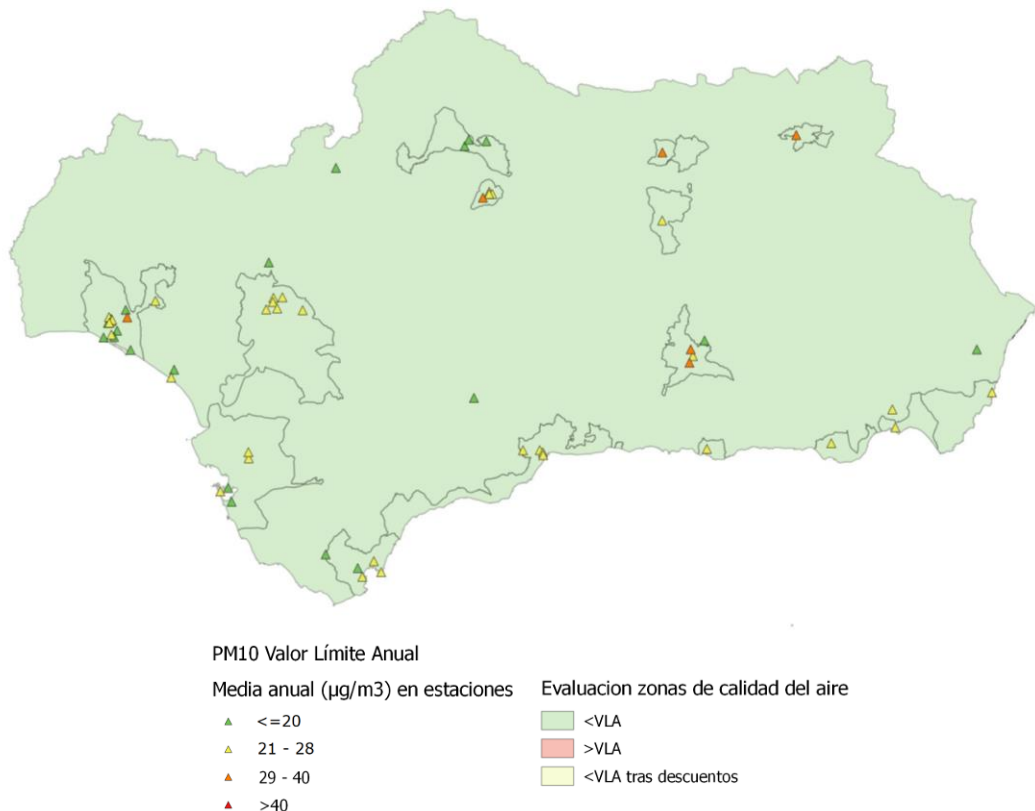 PM10 Valor Límite Anual
Media anual (µg/m3) en estaciones
<=20
21 - 28
29 - 40
>40
Evaluacion zonas de calidad del aire
<VLA
>VLA
<VLA tras descuentos